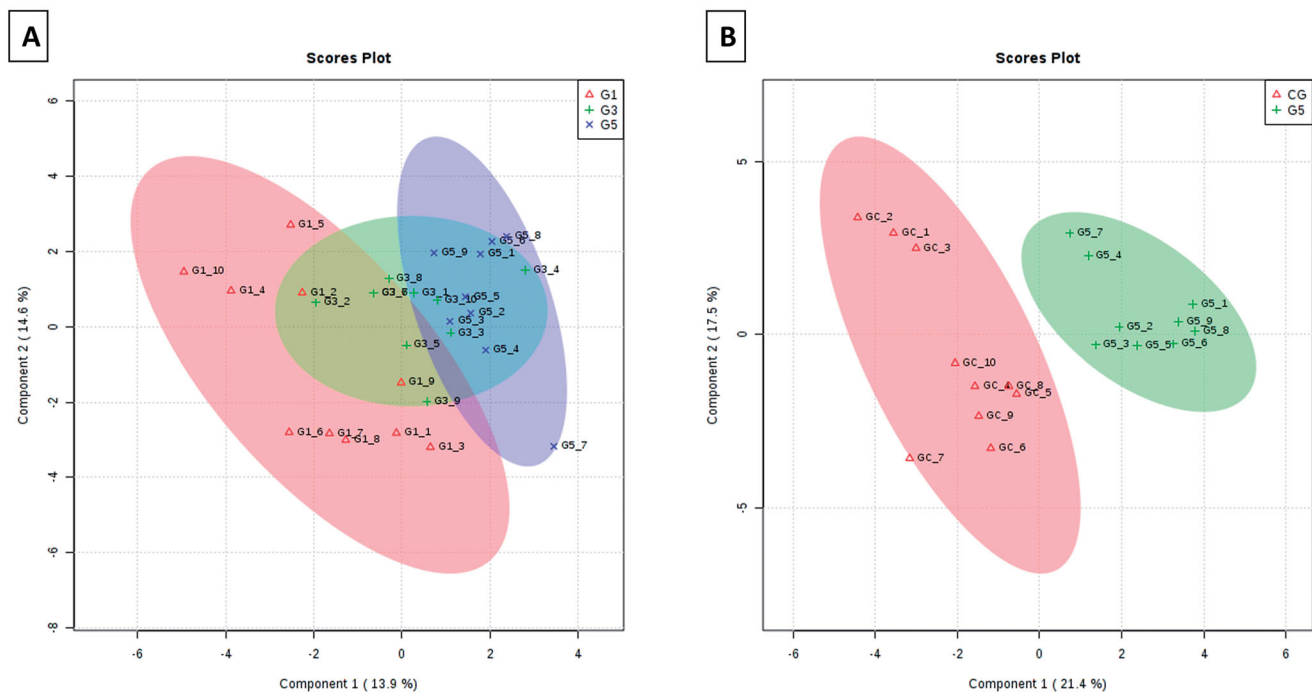 A
Scores Plot
G1
G3
G5
6
4
2
0
-2
-4
-6
-8
Component 2 ( 14.6 %)
G1_5
G5_8
G5_6
G5_9
G5_1
G1_10
G3_4
G3_8
G1_4
G1_2
G3_1
G5_5
G3_2
G3_10
G5_2
G5_3
G3_3
G3_5
G5_4
G1_9
G3_9
G1_6
G1_7
G1_1
G1_8
G1_3
G5_7
-6
-4
-2
0
2
4
Component 1 ( 13.9 %)
B
Scores Plot
CG
G5
5
0
-5
Component 2 ( 17.5 %)
GC_2
GC_1
GC_3
G5_7
G5_4
G5_1
G5_9
G5_2
G5_8
G5_3
G5_5
G5_6
GC_10
GC_8
GC_5
GC_9
GC_6
GC_7
-6
-4
-2
0
2
4
6
Component 1 ( 21.4 %)